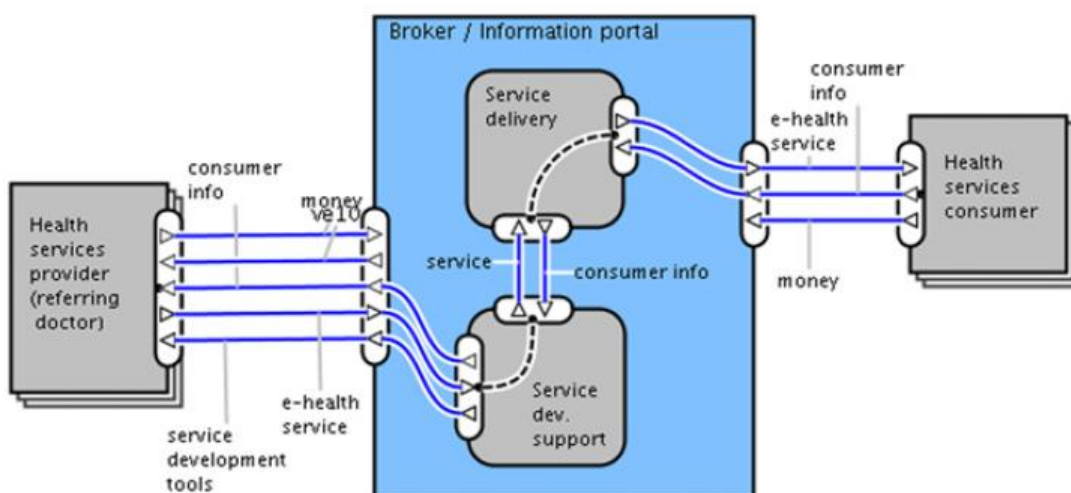 Broker / Information portal
Service
delivery
consumer
info
e-health
service
Health
services
consumer
money
consumer
info
money
ve10
Health
services
provider
(referring
doctor)
service
consumer info
Service
dev.
support
e-health
service
service
development
tools